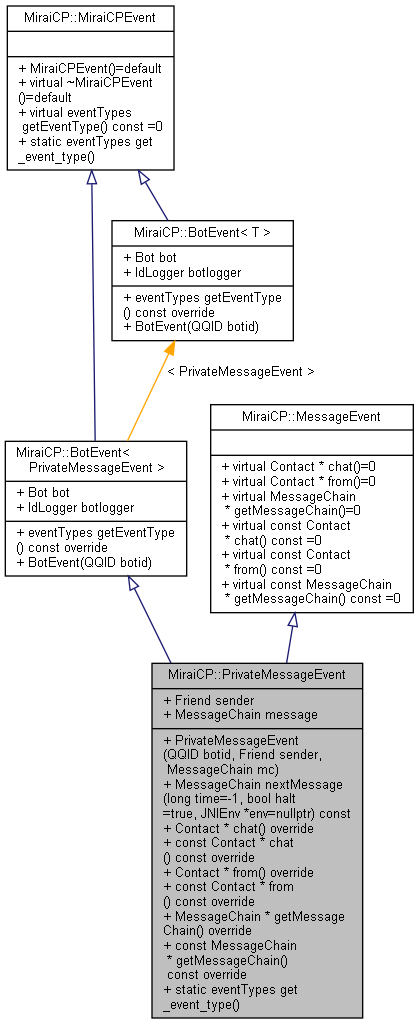 MiraiCP::MiraiCPEvent
+ MiraiCPEvent()=default
+ virtual ~MiraiCPEvent
()=default
+ virtual eventTypes
getEventType() const =0
+ static eventTypes get
_event_type()
MiraiCP::BotEvent< T >
+ Bot bot
+ IdLogger botlogger
+ eventTypes getEventType
() const override
+ BotEvent(QQID botid)
< PrivateMessageEvent >
MiraiCP::BotEvent<
PrivateMessageEvent >
+ Bot bot
+ IdLogger botlogger
+ eventTypes getEventType
() const override
+ BotEvent(QQID botid)
MiraiCP::MessageEvent
+ virtual Contact * chat()=0
+ virtual Contact * from()=0
+ virtual MessageChain
* getMessageChain()=0
+ virtual const Contact
* chat() const =0
+ virtual const Contact
* from() const =0
+ virtual const MessageChain
* getMessageChain() const =0
MiraiCP::PrivateMessageEvent
+ Friend sender
+ MessageChain message
+ PrivateMessageEvent
(QQID botid, Friend sender,
MessageChain mc)
+ MessageChain nextMessage
(long time=-1, bool halt
=true, JNIEnv *env=nullptr) const
+ Contact * chat() override
+ const Contact * chat
() const override
+ Contact * from() override
+ const Contact * from
() const override
+ MessageChain * getMessage
Chain() override
+ const MessageChain
* getMessageChain()
const override
+ static eventTypes get
_event_type()